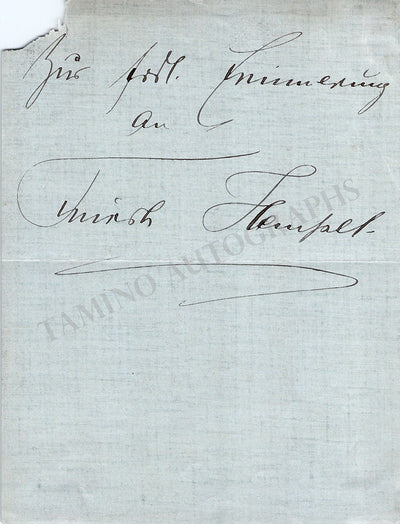 Zur frdl. Erinnerung
an
Frieda Hempel.
TAMINO AUTOGRAPHS